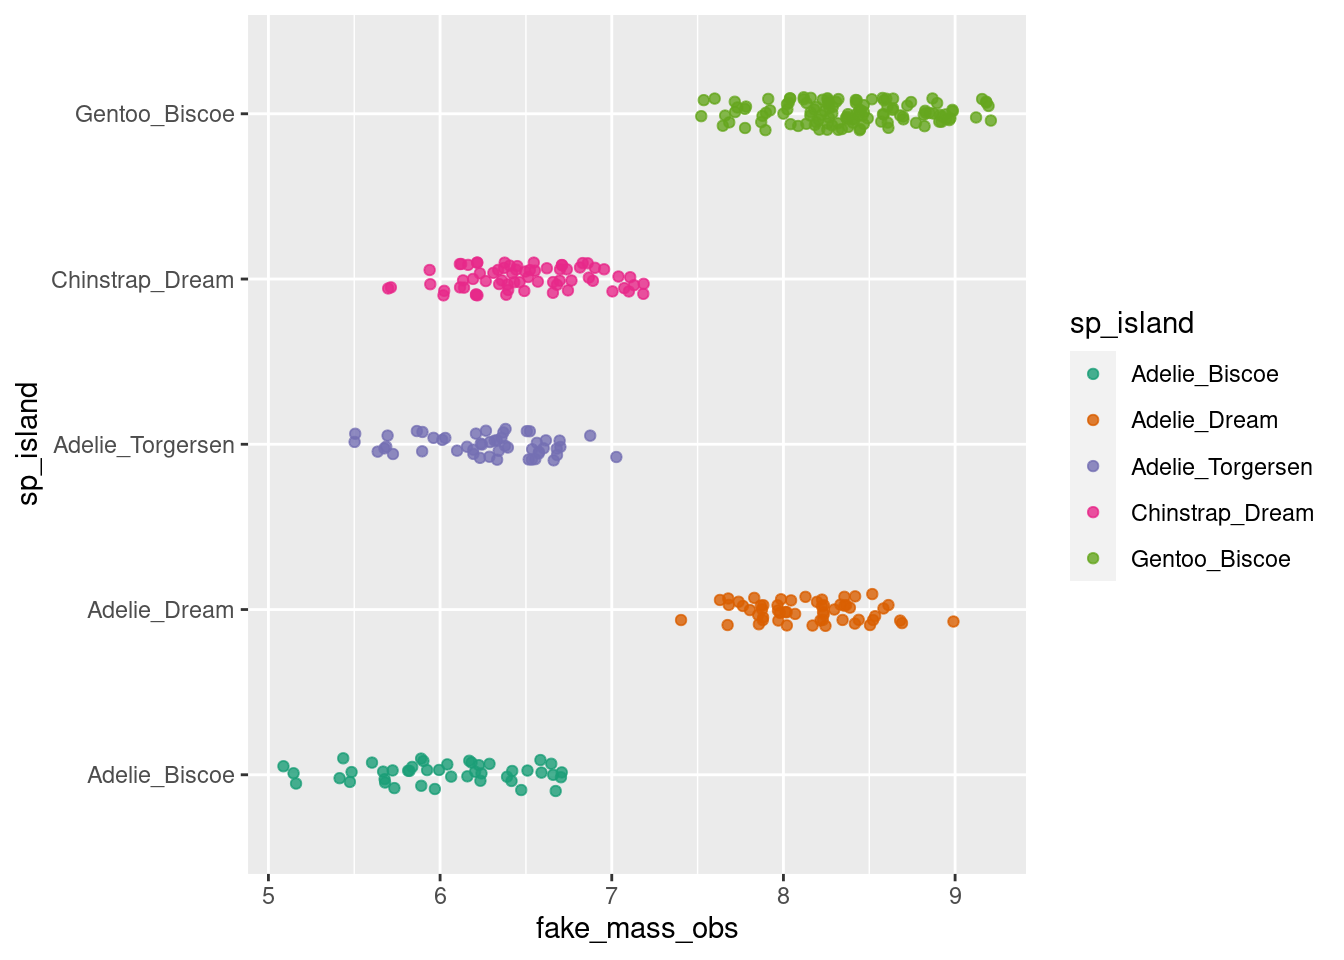 Gentoo_Biscoe
Chinstrap_Dream
Adelie_Torgersen
Adelie_Dream
Adelie_Biscoe
sp_island
5 6 7 8 9
fake_mass_obs
sp_island
Adelie_Biscoe
Adelie_Dream
Adelie_Torgersen
Chinstrap_Dream
Gentoo_Biscoe